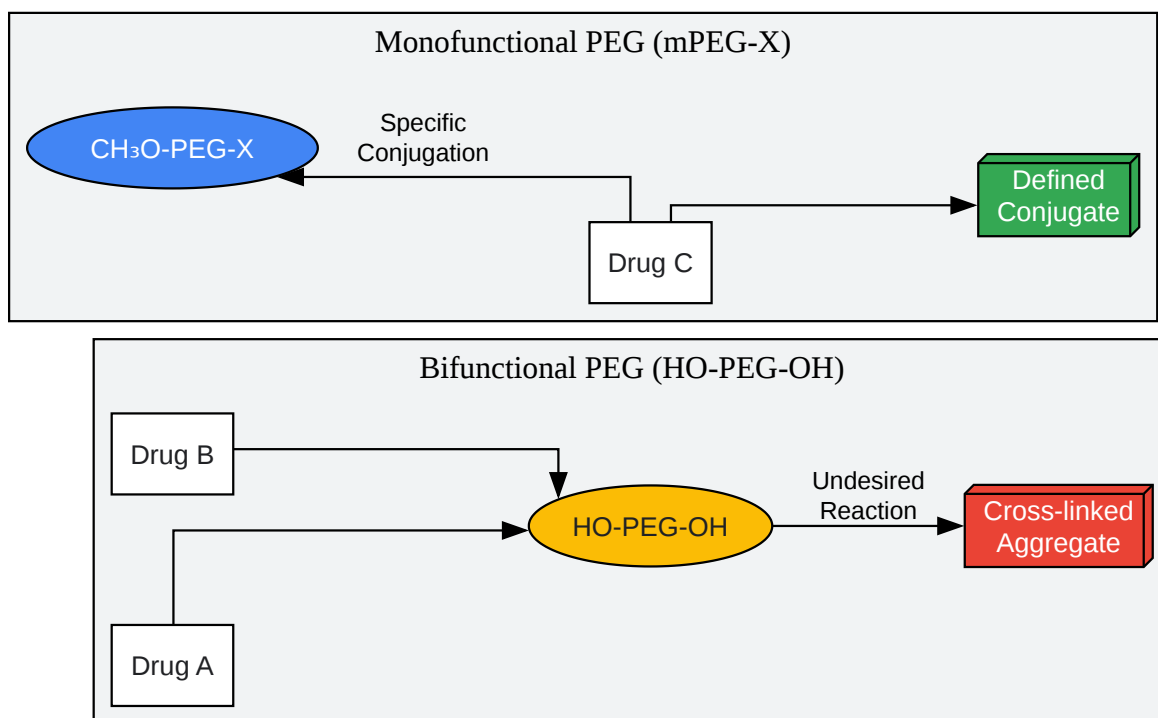 Monofunctional PEG (mPEG-X)
CH₃O-PEG-X
Specific
Conjugation
Defined
Conjugate
Drug C
Bifunctional PEG (HO-PEG-OH)
Drug B
HO-PEG-OH
Undesired
Reaction
Cross-linked
Aggregate
Drug A